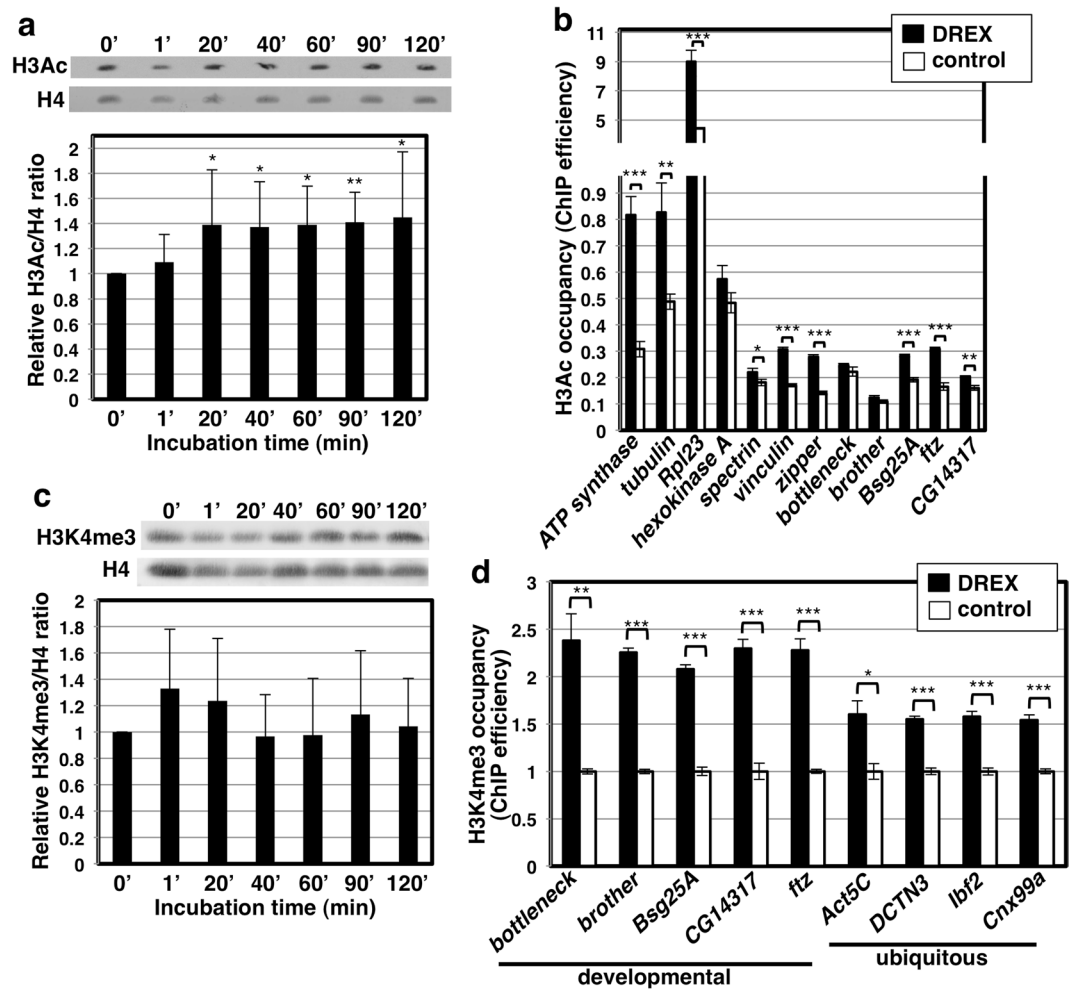 a
0’ 1’ 20’ 40’ 60’ 90’ 120’
H3Ac
H4
Relative H3Ac/H4 ratio
2
1.8
1.6
1.4
1.2
1
0.8
0.6
0.4
0.2
0
* * * ** *
0’ 1’ 20’ 40’ 60’ 90’ 120’
Incubation time (min)
b
DREX
control
H3Ac occupancy (ChIP efficiency)
11
9
7
5
0.9
0.8
0.7
0.6
0.5
0.4
0.3
0.2
0.1
0
*** ** *** * *** *** *** *** **
ATP synthase
tubulin
Rpl23
hexokinase A
spectrin
vinculin
zipper
bottleneck
brother
Bsg25A
ftz
CG14317
c
0’ 1’ 20’ 40’ 60’ 90’ 120’
H3K4me3
H4
Relative H3K4me3/H4 ratio
2
1.8
1.6
1.4
1.2
1
0.8
0.6
0.4
0.2
0
0’ 1’ 20’ 40’ 60’ 90’ 120’
Incubation time (min)
d
DREX
control
H3K4me3 occupancy
(ChIP efficiency)
3
2.5
2
1.5
1
0.5
0
** *** *** *** *** * *** *** ***
bottleneck
brother
Bsg25A
CG14317
ftz
Act5C
DCTN3
Ibf2
Cnx99a
developmental
ubiquitous